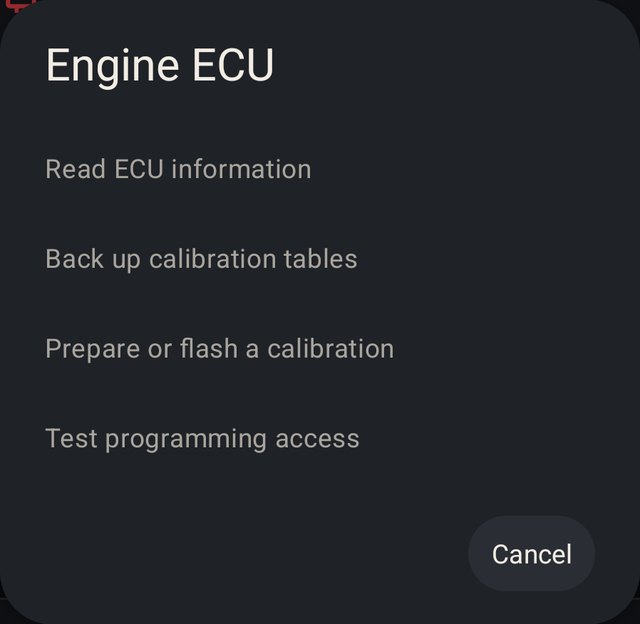 Engine ECU
Read ECU information
Back up calibration tables
Prepare or flash a calibration
Test programming access
Cancel